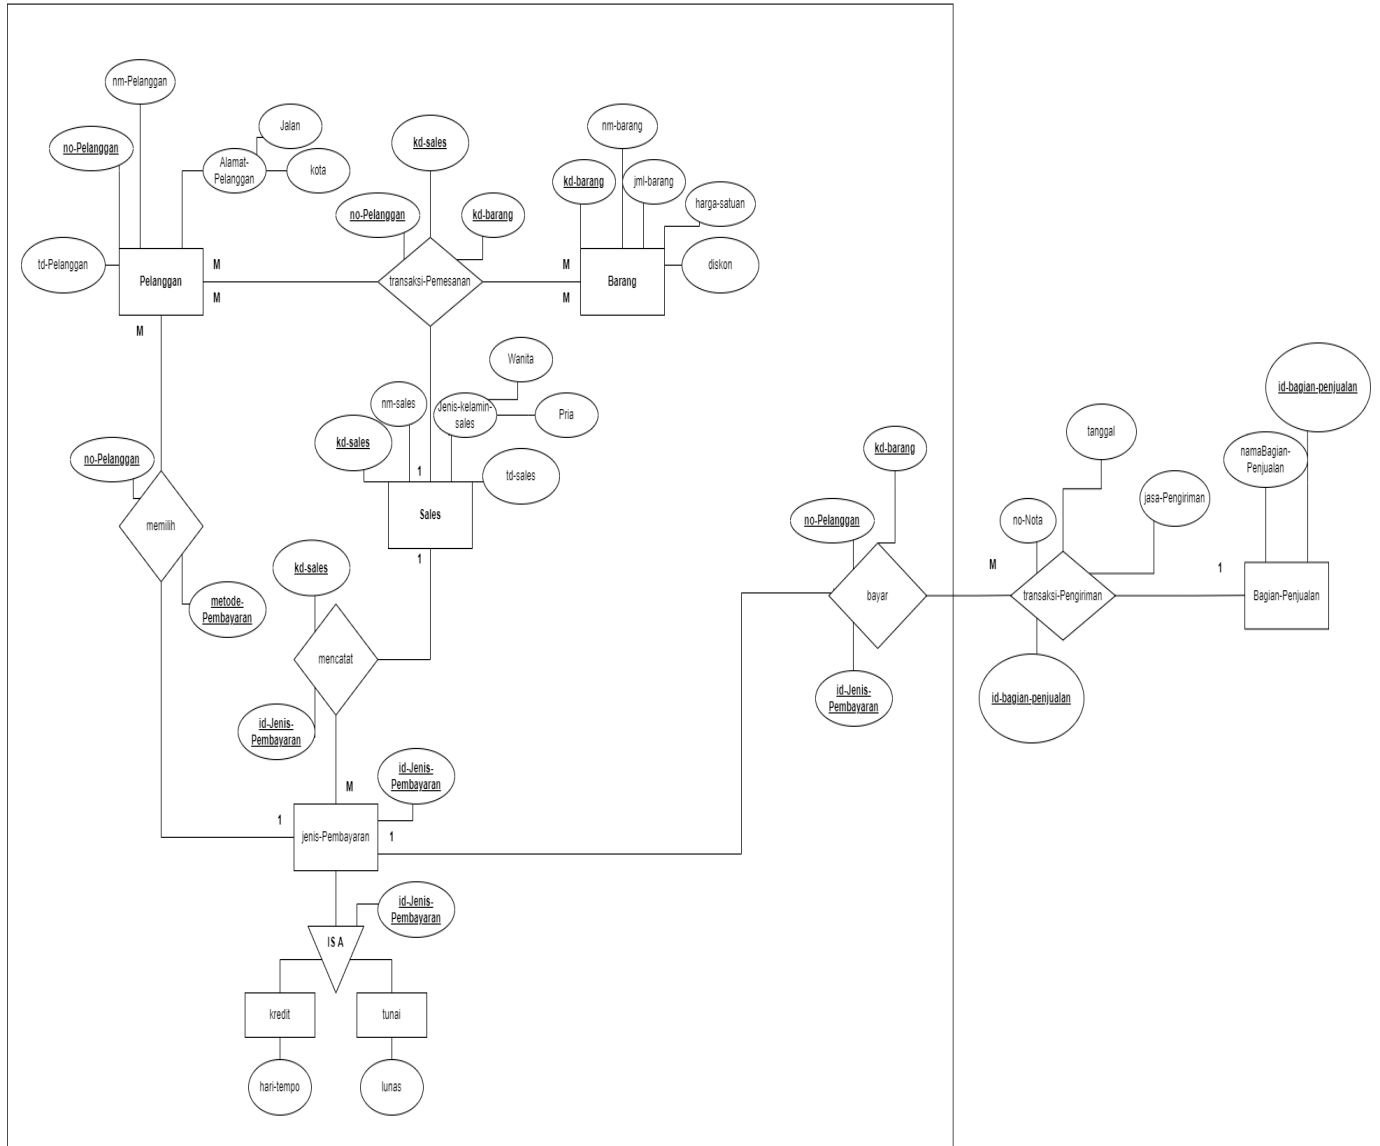 nm-Pelanggan
no-Pelanggan
Alamat-
Pelanggan
Jalan
kota
td-Pelanggan
Pelanggan
M
M
M
kd-sales
no-Pelanggan
kd-barang
transaksi-Pemesanan
M
M
nm-barang
kd-barang
jml-barang
harga-satuan
diskon
Barang
Wanita
nm-sales
Jenis-kelamin-
sales
Pria
kd-sales
td-sales
1
Sales
1
no-Pelanggan
memilih
metode-
Pembayaran
kd-sales
mencatat
id-Jenis-
Pembayaran
M
id-Jenis-
Pembayaran
1
jenis-Pembayaran
1
id-Jenis-
Pembayaran
IS A
kredit
tunai
hari-tempo
lunas
kd-barang
no-Pelanggan
bayar
id-Jenis-
Pembayaran
tanggal
no-Nota
jasa-Pengiriman
M
transaksi-Pengiriman
1
id-bagian-penjualan
id-bagian-penjualan
namaBagian-
Penjualan
Bagian-Penjualan